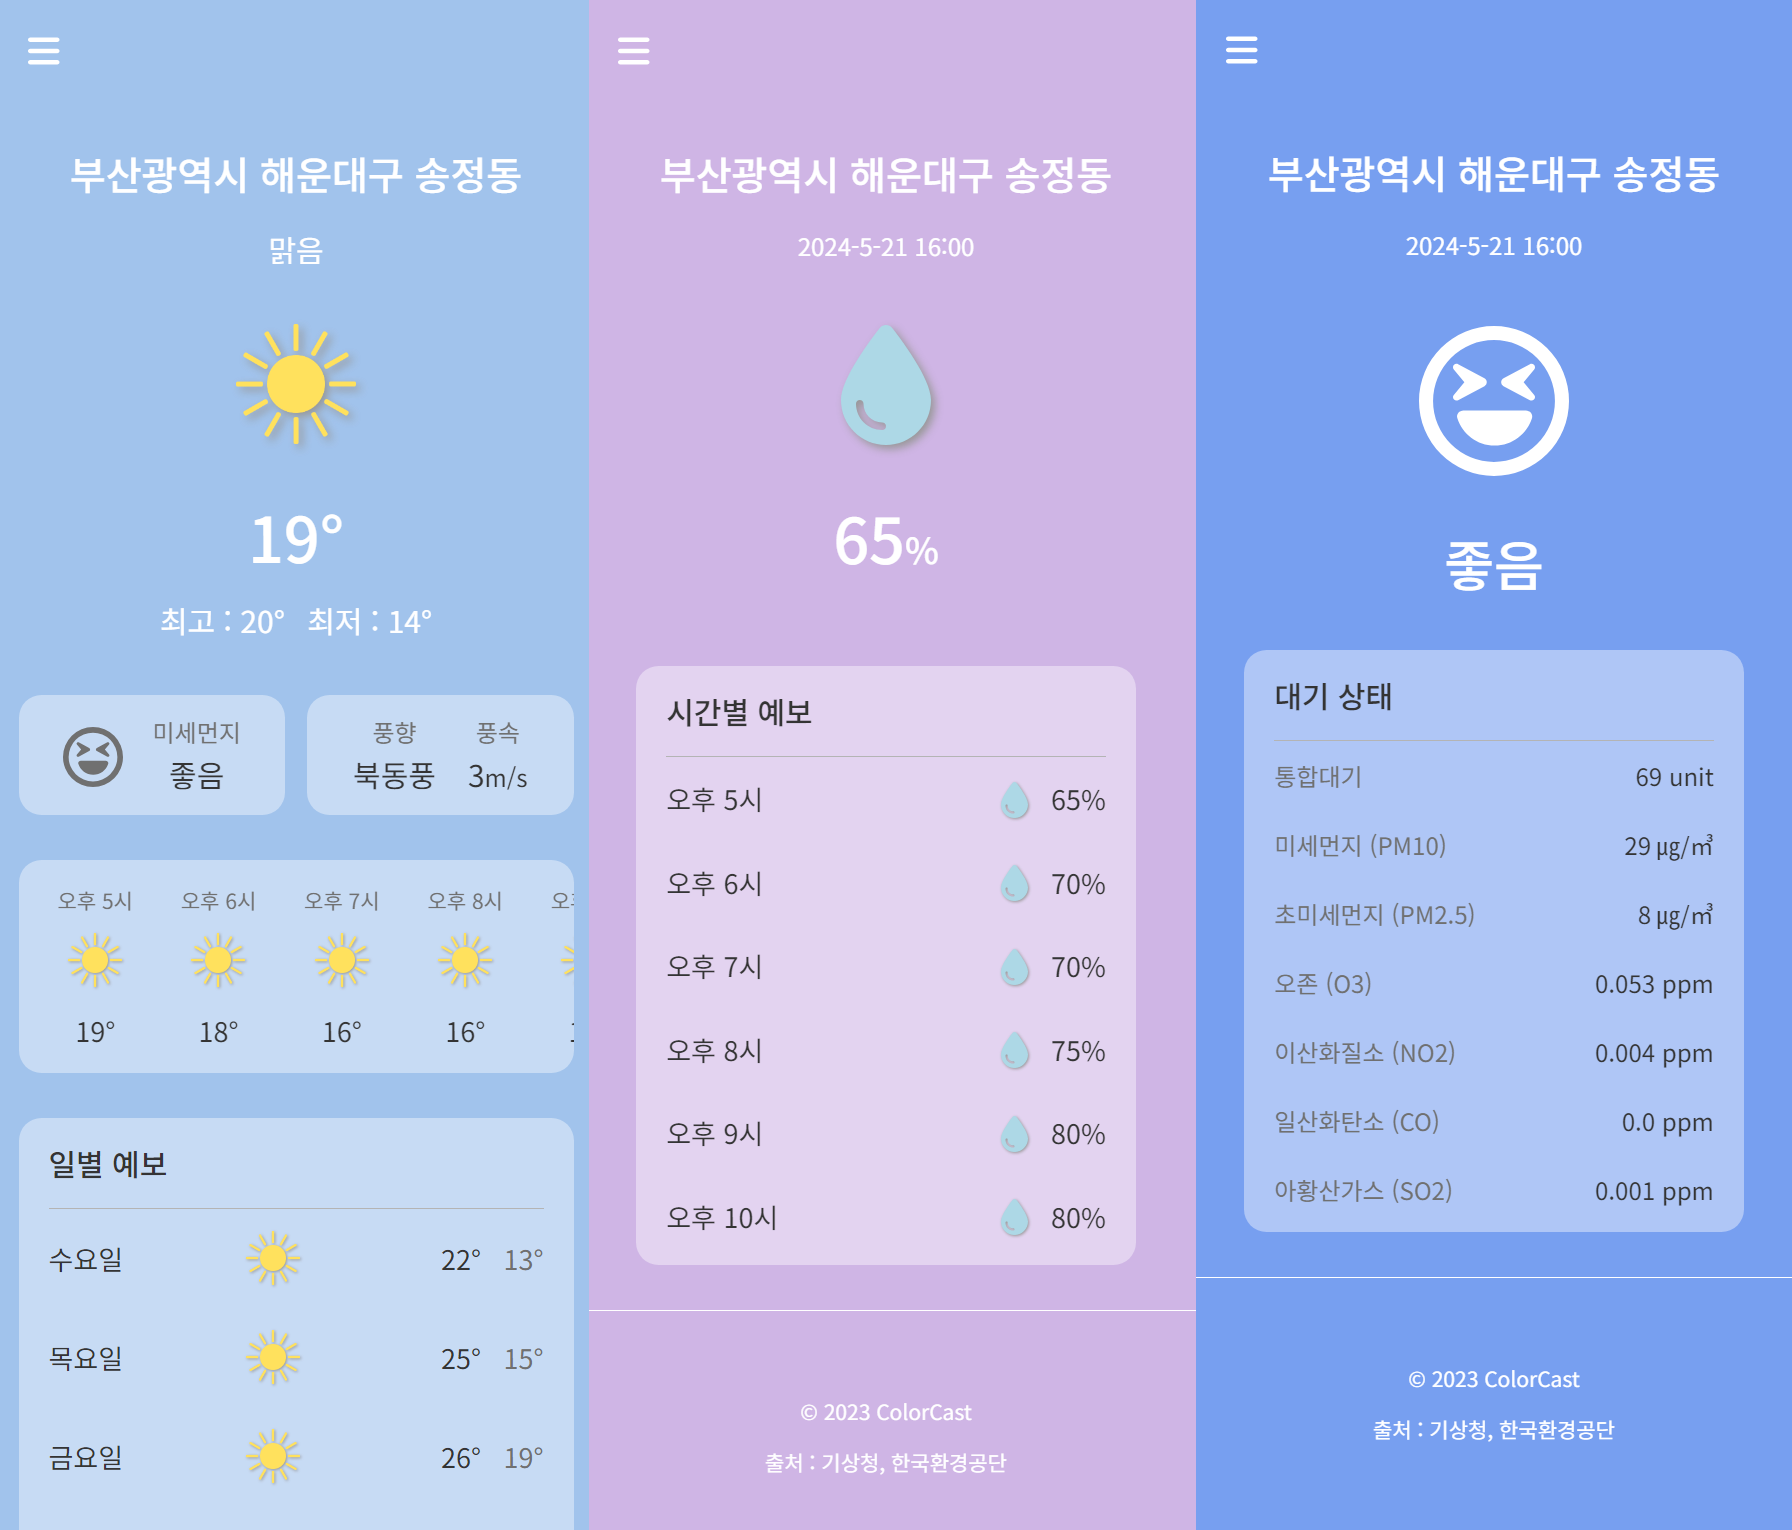 부산광역시 해운대구 송정동
맑음
19°
최고 : 20° 최저 : 14°
미세먼지
좋음
풍향 풍속
북동풍 3m/s
오후 5시 오후 6시 오후 7시 오후 8시
19° 18° 16° 16°
일별 예보
수요일 22° 13°
목요일 25° 15°
금요일 26° 19°
부산광역시 해운대구 송정동
2024-5-21 16:00
65%
시간별 예보
오후 5시 65%
오후 6시 70%
오후 7시 70%
오후 8시 75%
오후 9시 80%
오후 10시 80%
© 2023 ColorCast
출처 : 기상청, 한국환경공단
부산광역시 해운대구 송정동
2024-5-21 16:00
좋음
대기 상태
통합대기 69 unit
미세먼지 (PM10) 29 µg/㎥
초미세먼지 (PM2.5) 8 µg/㎥
오존 (O3) 0.053 ppm
이산화질소 (NO2) 0.004 ppm
일산화탄소 (CO) 0.0 ppm
아황산가스 (SO2) 0.001 ppm
© 2023 ColorCast
출처 : 기상청, 한국환경공단